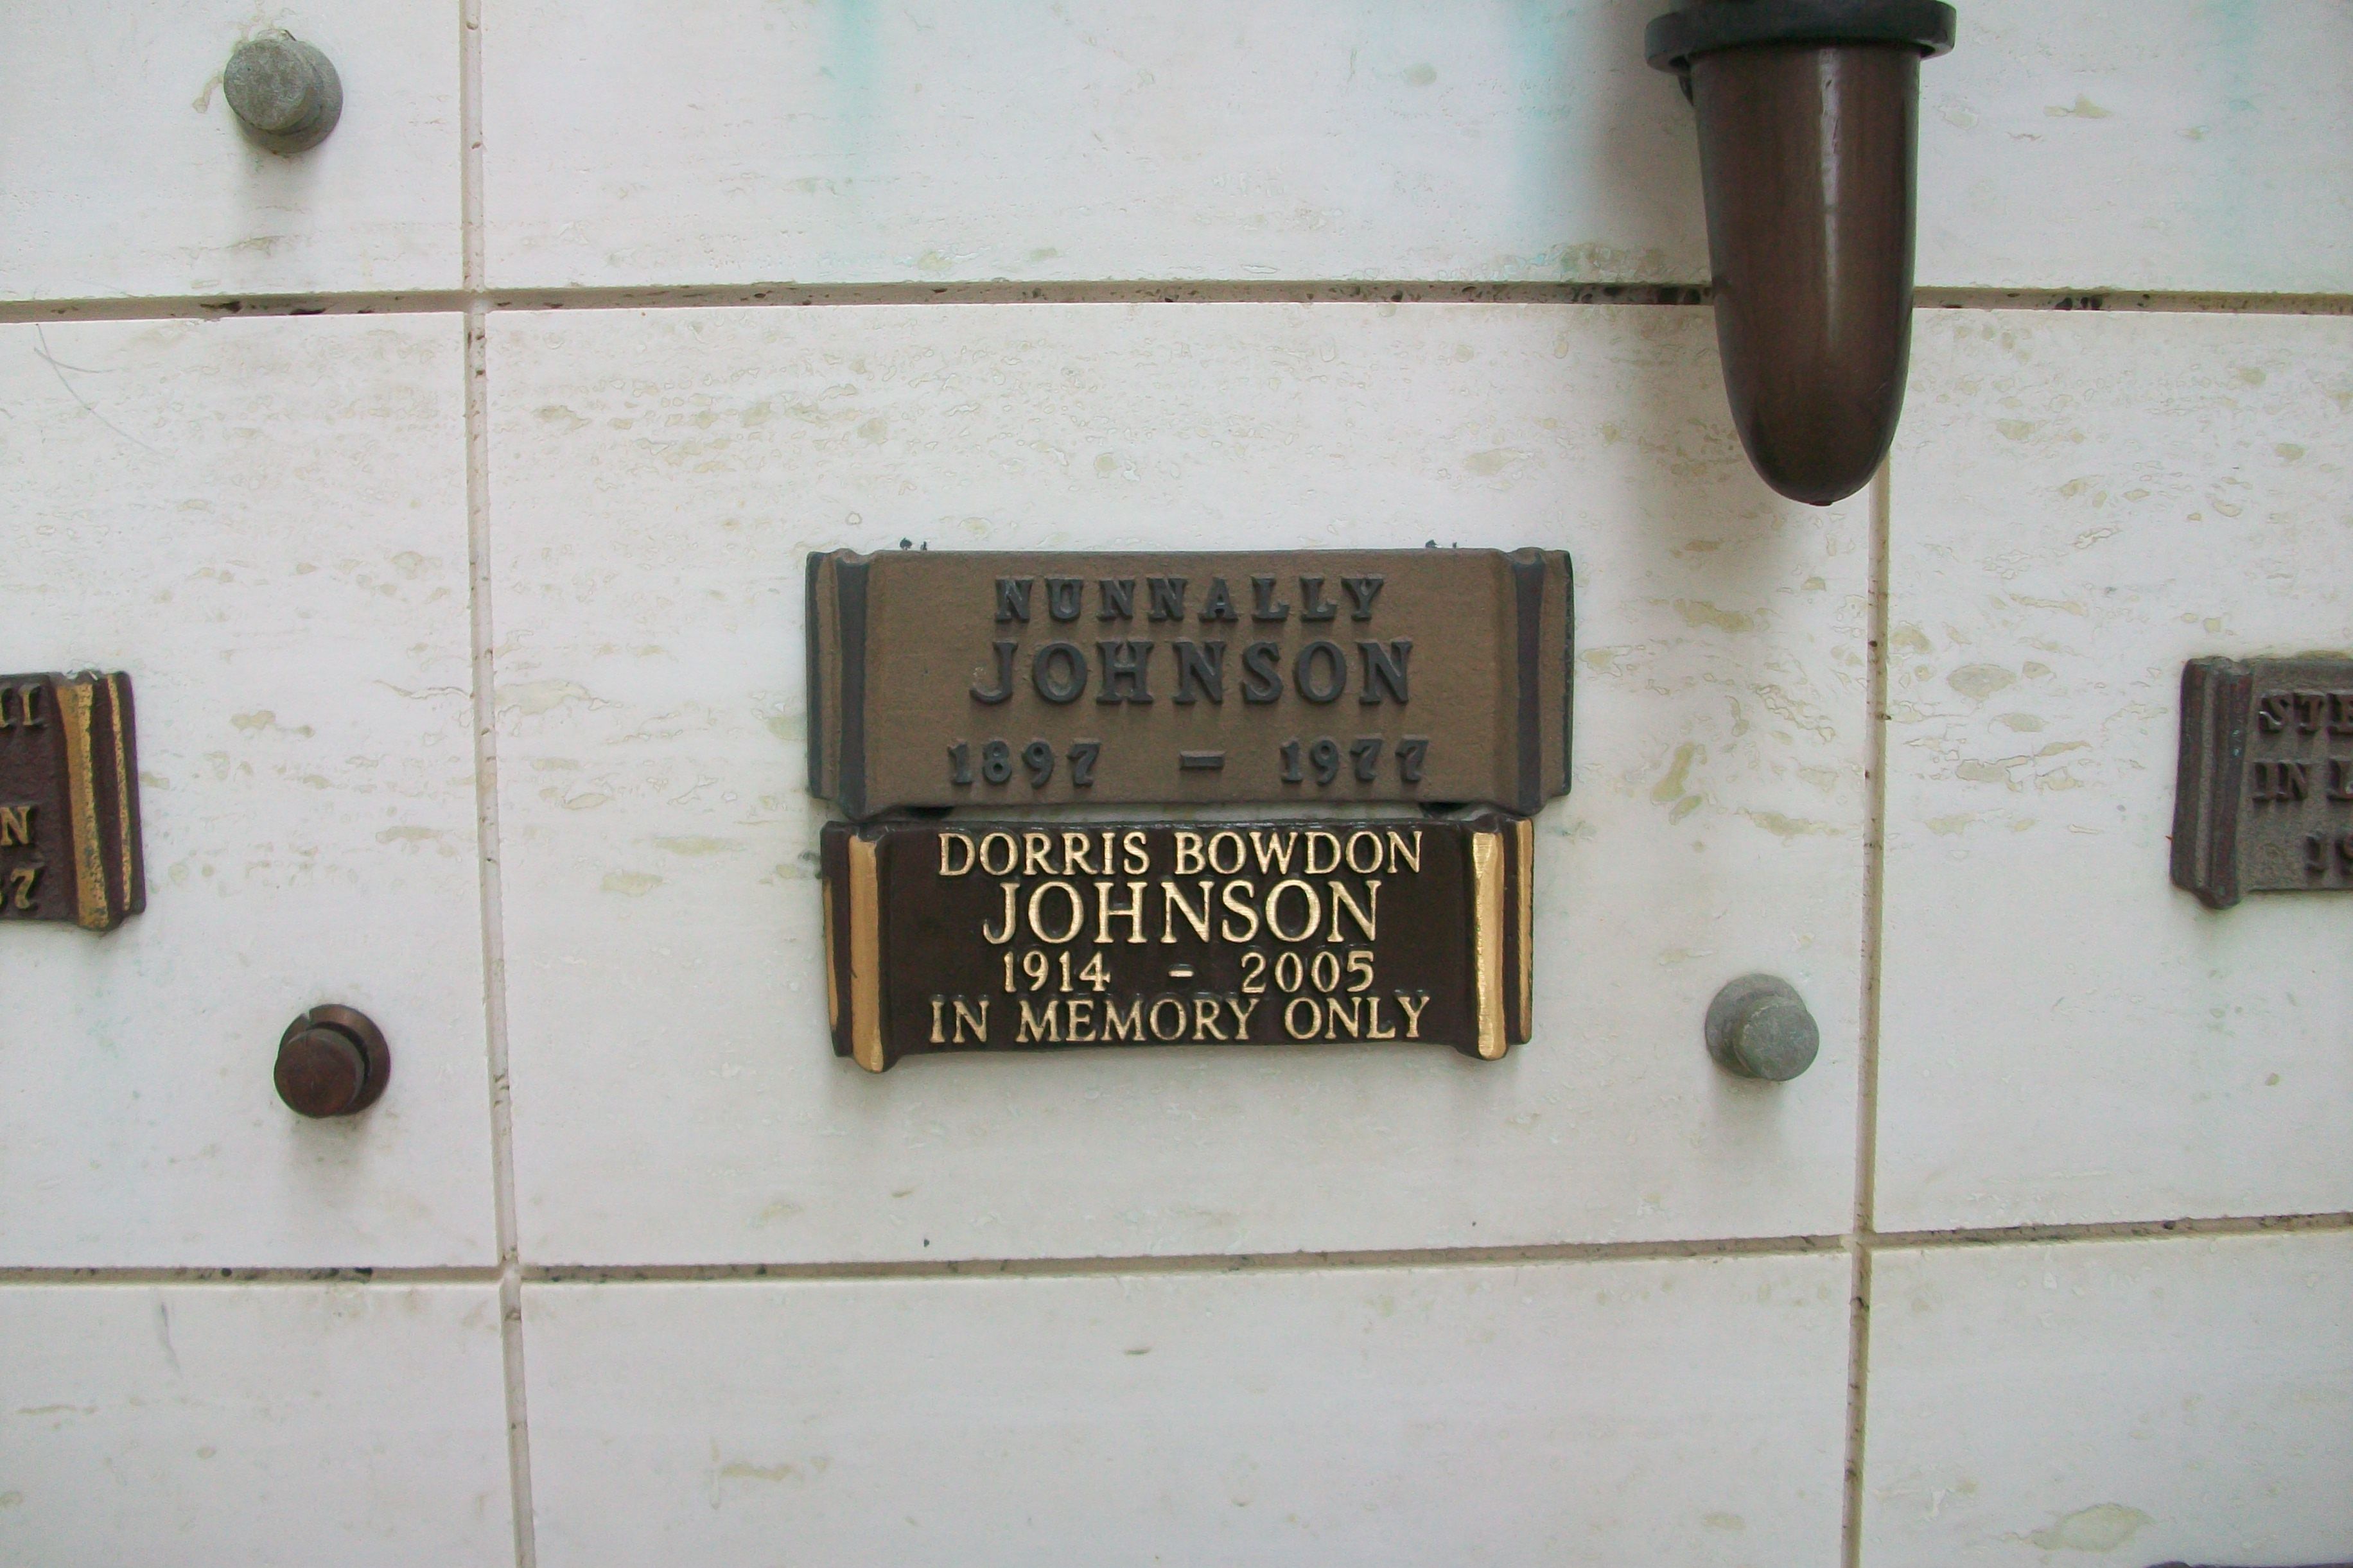 NUNNALLY
JOHNSON
1897 - 1977
DORRIS BOWDON
JOHNSON
1914 - 2005
IN MEMORY ONLY